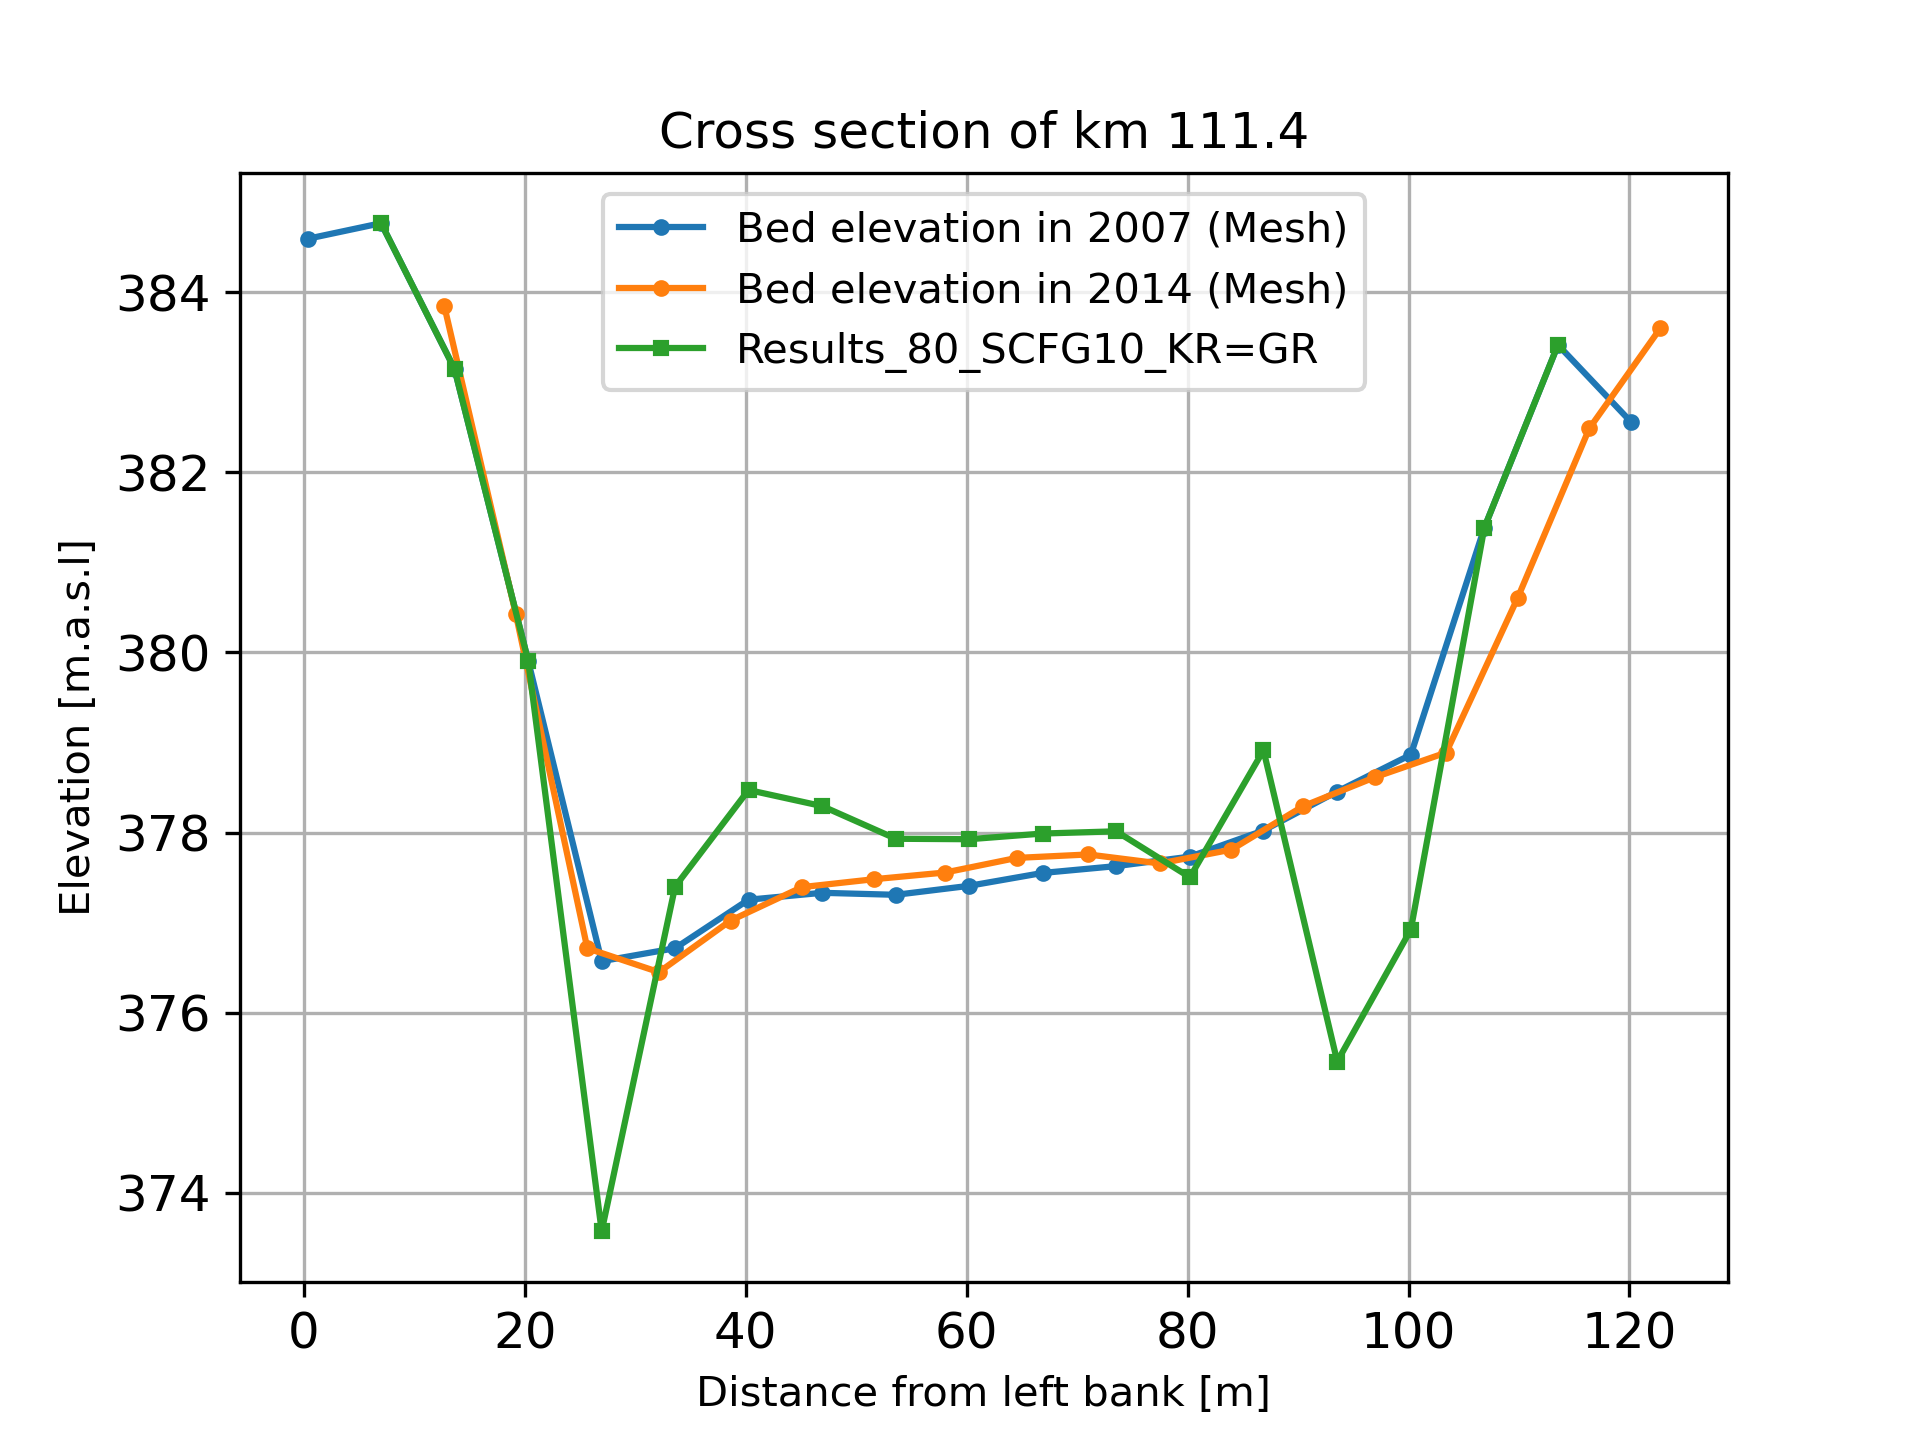 Cross section of km 111.4
Bed elevation in 2007 (Mesh)
Bed elevation in 2014 (Mesh)
Results_80_SCFG10_KR=GR
Elevation [m.a.s.l]
384
382
380
378
376
374
0 20 40 60 80 100 120
Distance from left bank [m]